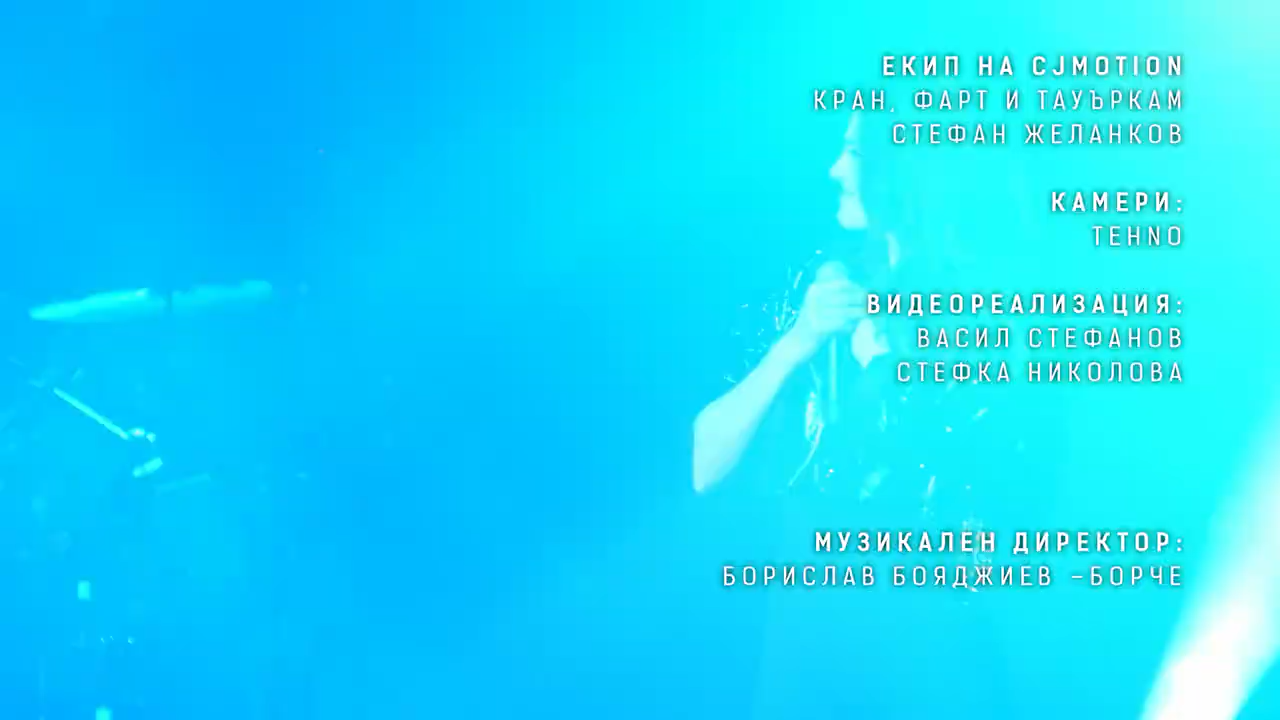 ЕКИП НА CJMOTION
КРАН, ФАРТ И ТАУЪРКАМ
СТЕФАН ЖЕЛАНКОВ
КАМЕРИ:
TEHNO
ВИДЕОРЕАЛИЗАЦИЯ:
ВАСИЛ СТЕФАНОВ
СТЕФКА НИКОЛОВА
МУЗИКАЛЕН ДИРЕКТОР:
БОРИСЛАВ БОЯДЖИЕВ -БОРЧЕ